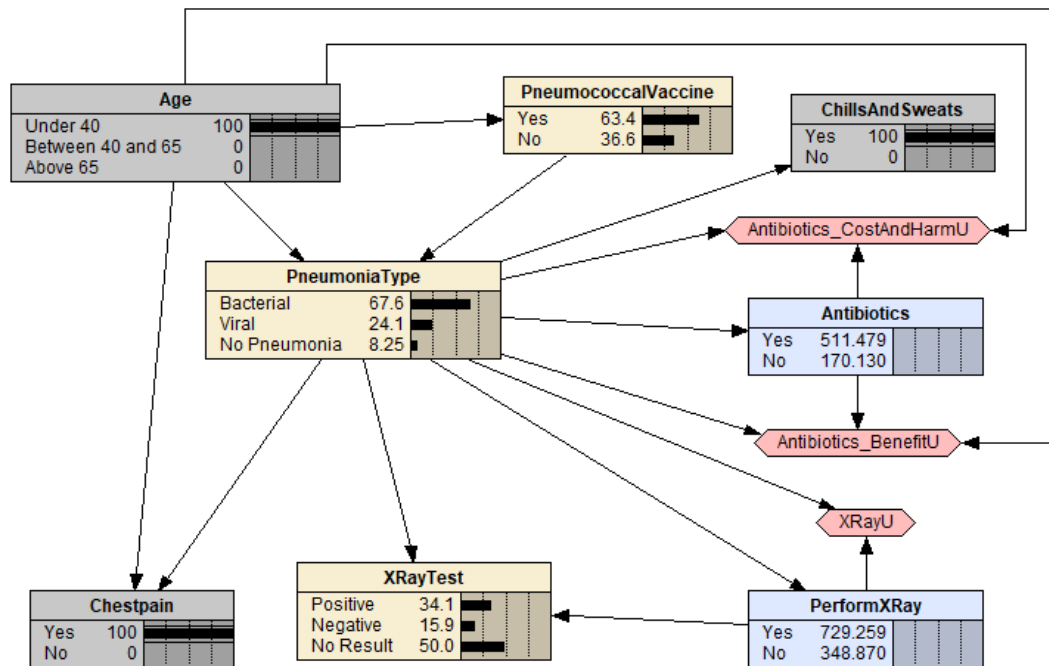 Age
Under 40 100
Between 40 and 65 0
Above 65 0
PneumococcalVaccine
Yes 63.4
No 36.6
ChillsAndSweats
Yes 100
No 0
Antibiotics_CostAndHarmU
PneumoniaType
Bacterial 67.6
Viral 24.1
No Pneumonia 8.25
Antibiotics
Yes 511.479
No 170.130
Antibiotics_BenefitU
XRayU
Chestpain
Yes 100
No 0
XRayTest
Positive 34.1
Negative 15.9
No Result 50.0
PerformXRay
Yes 729.259
No 348.870